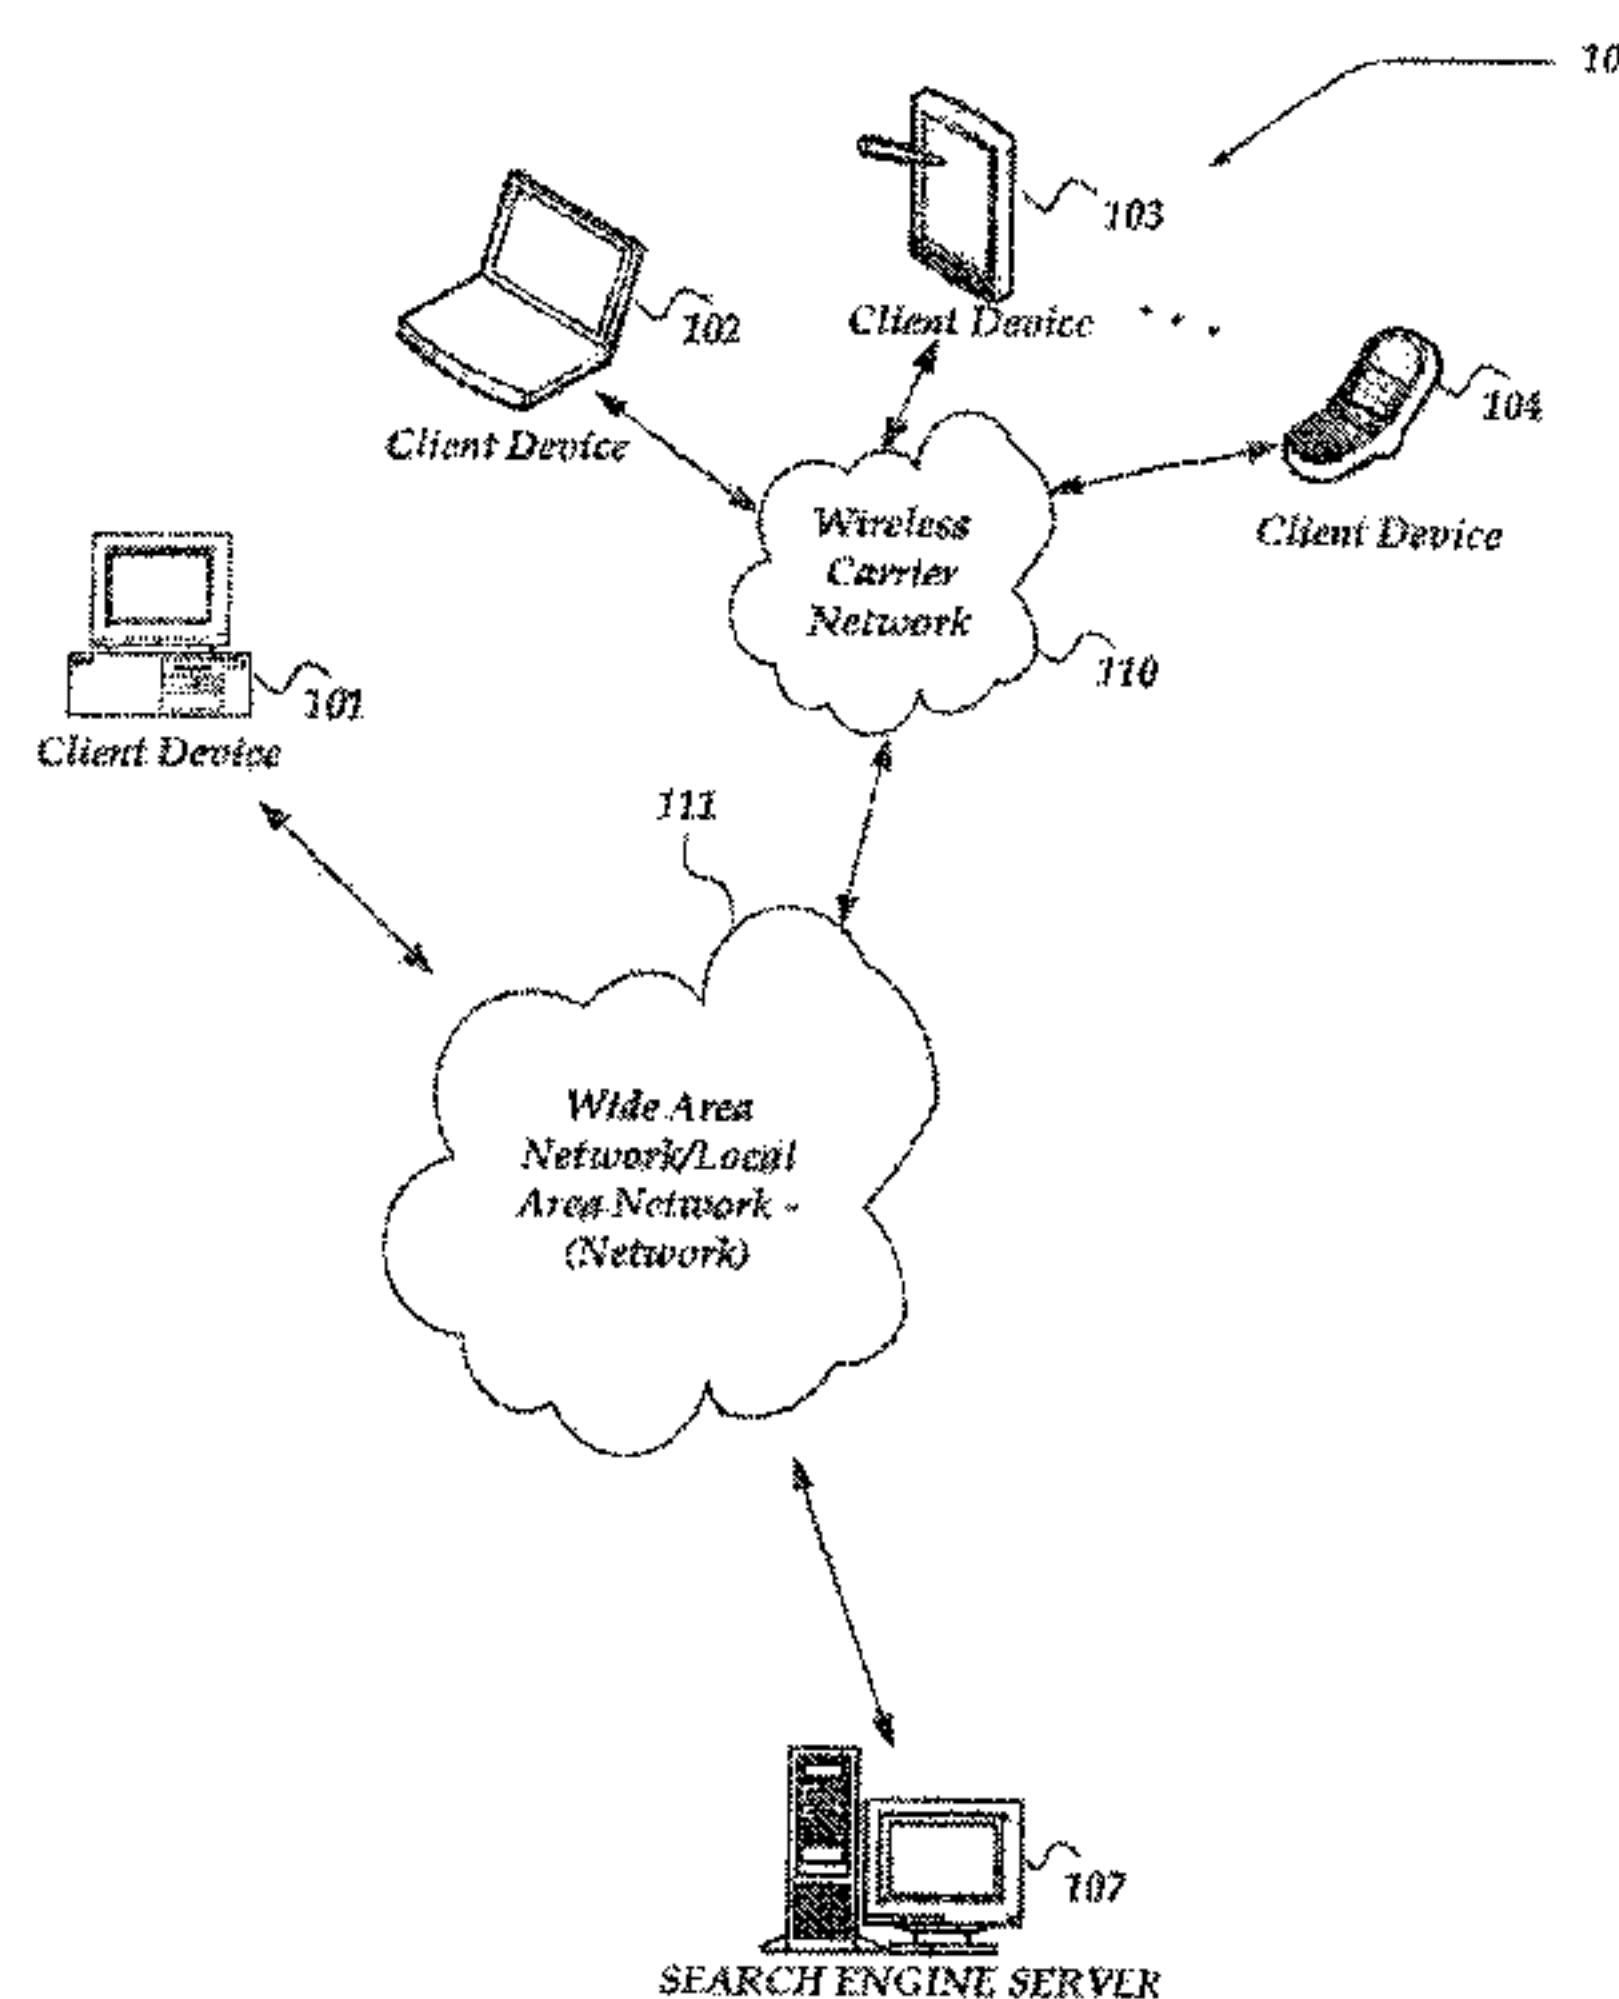 10
103
102
Client Device
104
Client Device
Client Device
Wireless
Carrier
Network
110
101
Client Device
111
Wide Area
Network/Local
Area Network -
(Network)
107
SEARCH ENGINE SERVER